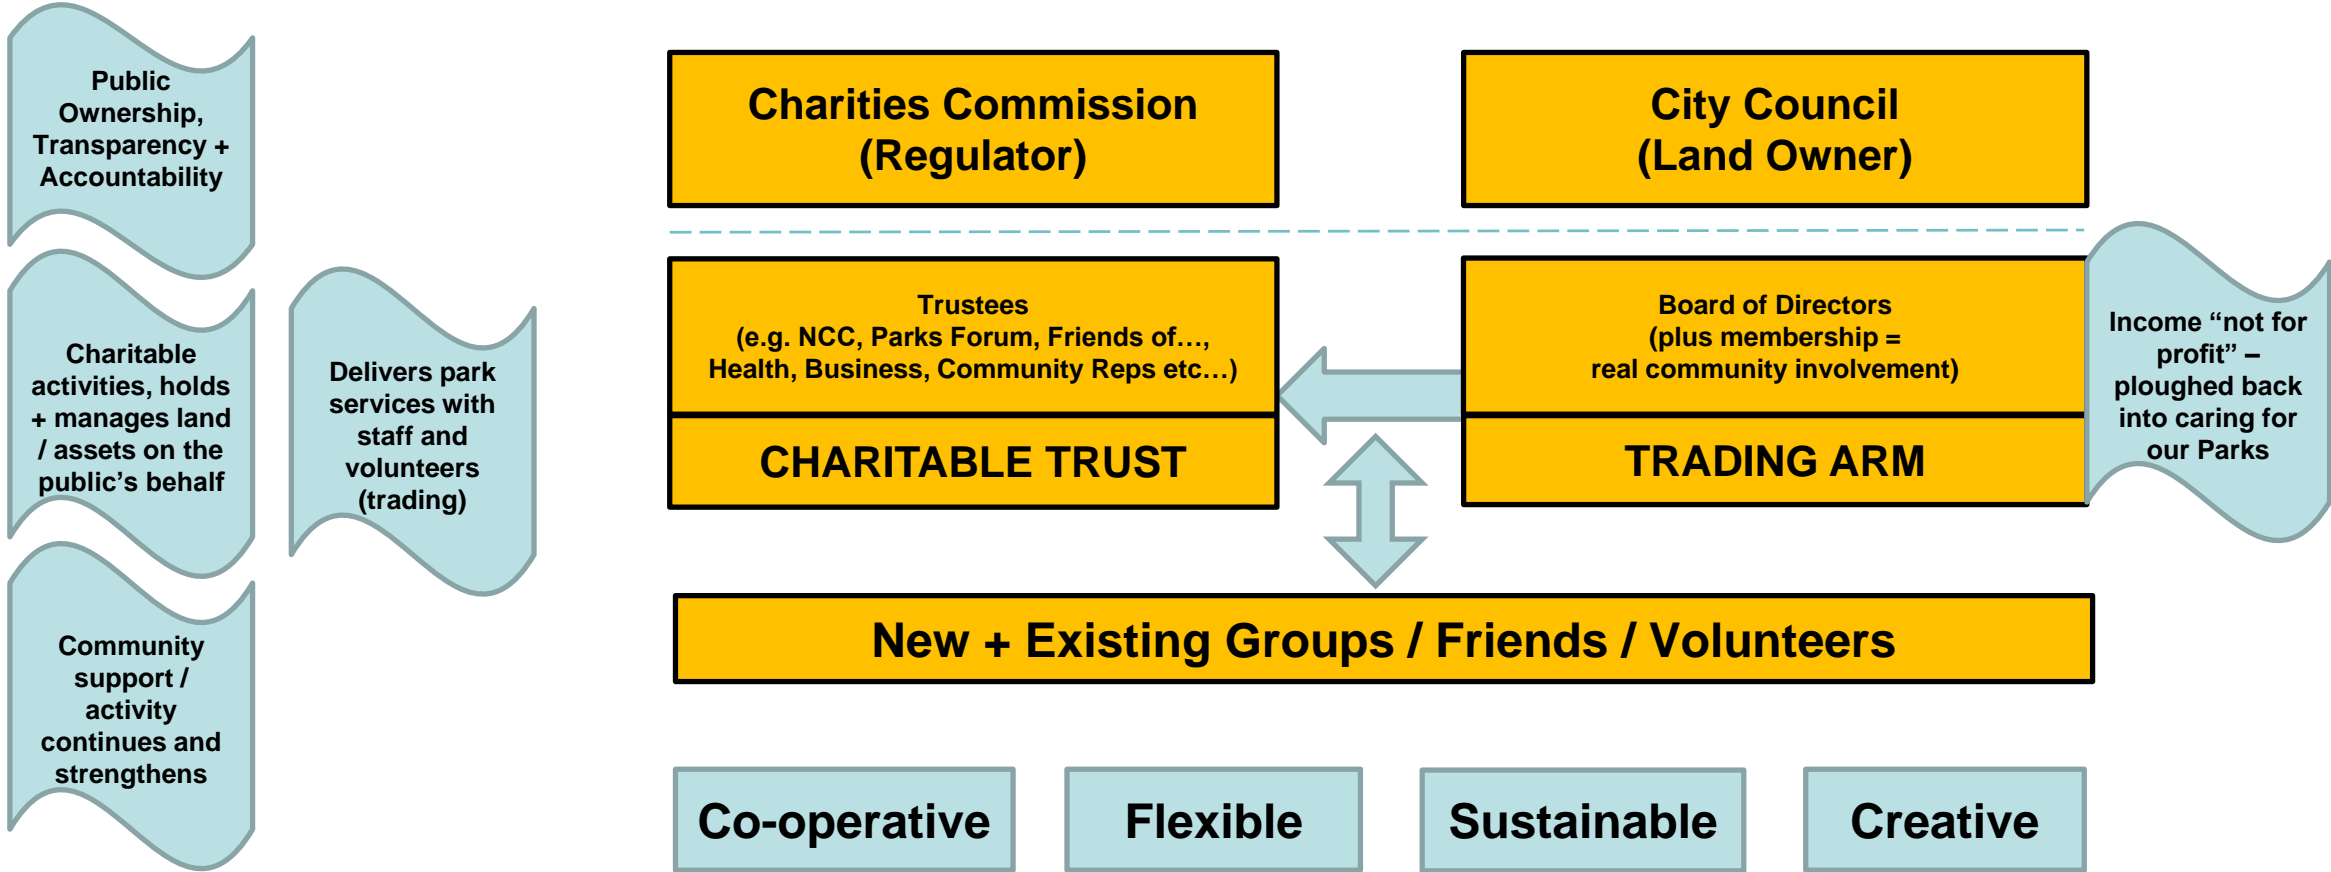 Public
Ownership,
Transparency +
Accountability
Charitable
activities, holds
+ manages land
/ assets on the
public’s behalf
Delivers park
services with
staff and
volunteers
(trading)
Community
support /
activity
continues and
strengthens
Charities Commission
(Regulator)
City Council
(Land Owner)
Trustees
(e.g. NCC, Parks Forum, Friends of…,
Health, Business, Community Reps etc…)
CHARITABLE TRUST
Board of Directors
(plus membership =
real community involvement)
TRADING ARM
Income “not for
profit” –
ploughed back
into caring for
our Parks
New + Existing Groups / Friends / Volunteers
Co-operative
Flexible
Sustainable
Creative